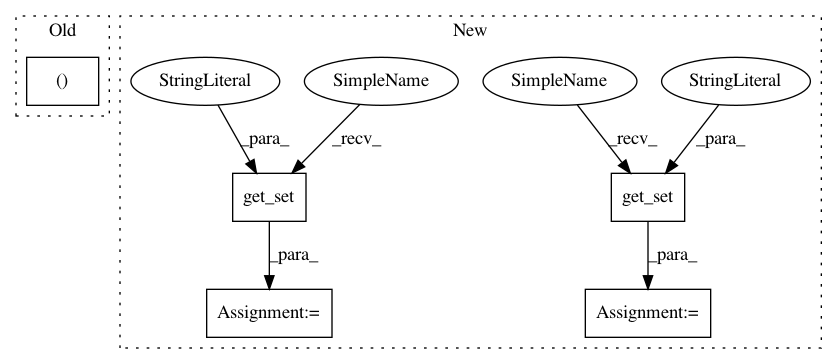 Old
New
()
StringLiteral
SimpleName
SimpleName
StringLiteral
_para_
_recv_
_recv_
_para_
get_set
get_set
_para_
_para_
Assignment:=
Assignment:=